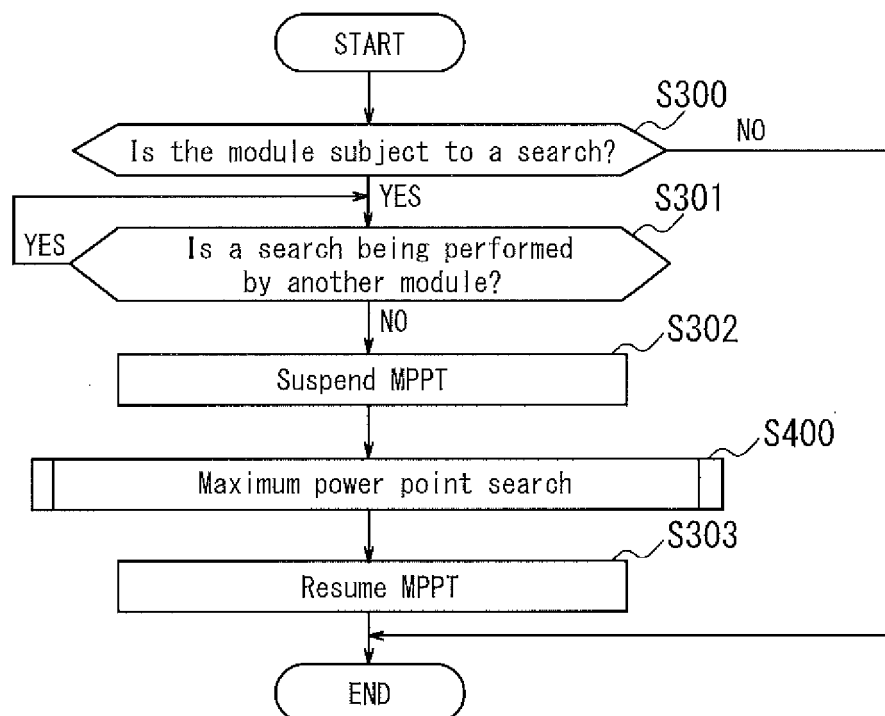 START
S300
Is the module subject to a search?
NO
YES
S301
YES
Is a search being performed
by another module?
NO
S302
Suspend MPPT
S400
Maximum power point search
S303
Resume MPPT
END